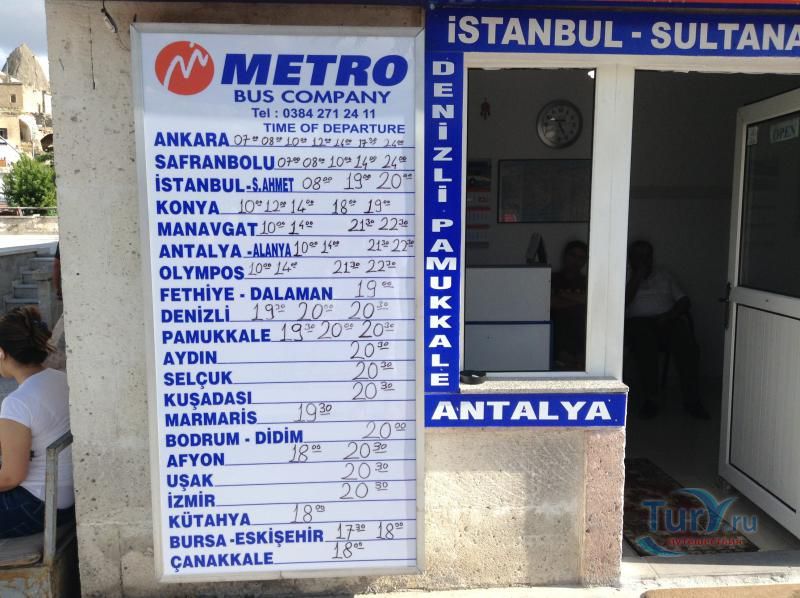 METRO
BUS COMPANY
Tel : 0384 271 24 11
TIME OF DEPARTURE
ANKARA 07⁰⁰ 08⁰⁰ 10⁰⁰ 12⁰⁰ 14⁰⁰ 17³⁰ 24⁰⁰
SAFRANBOLU 07⁰⁰ 08⁰⁰ 10⁰⁰ 14⁰⁰ 24⁰⁰
İSTANBUL-S.AHMET 08⁰⁰ 19⁰⁰ 20⁰⁰
KONYA 10⁰⁰ 12⁰⁰ 14⁰⁰ 18⁰⁰ 19⁰⁰
MANAVGAT 10⁰⁰ 14⁰⁰ 21³⁰ 22³⁰
ANTALYA -ALANYA 10⁰⁰ 14⁰⁰ 21³⁰ 22³⁰
OLYMPOS 10⁰⁰ 14⁰⁰ 21³⁰ 22³⁰
FETHİYE - DALAMAN 19⁰⁰
DENİZLİ 19³⁰ 20⁰⁰ 20³⁰
PAMUKKALE 19³⁰ 20⁰⁰ 20³⁰
AYDIN 20³⁰
SELÇUK 20³⁰
KUŞADASI 20³⁰
MARMARİS 19³⁰
BODRUM - DİDİM 20⁰⁰
AFYON 18⁰⁰ 20³⁰
UŞAK 20³⁰
İZMİR 20³⁰
KÜTAHYA 18⁰⁰
BURSA -ESKİŞEHİR 17³⁰ 18⁰⁰
ÇANAKKALE 18⁰⁰
İSTANBUL - SULTANA
DENİZLİ PAMUKKALE
ANTALYA
OPEN
Tury.ru